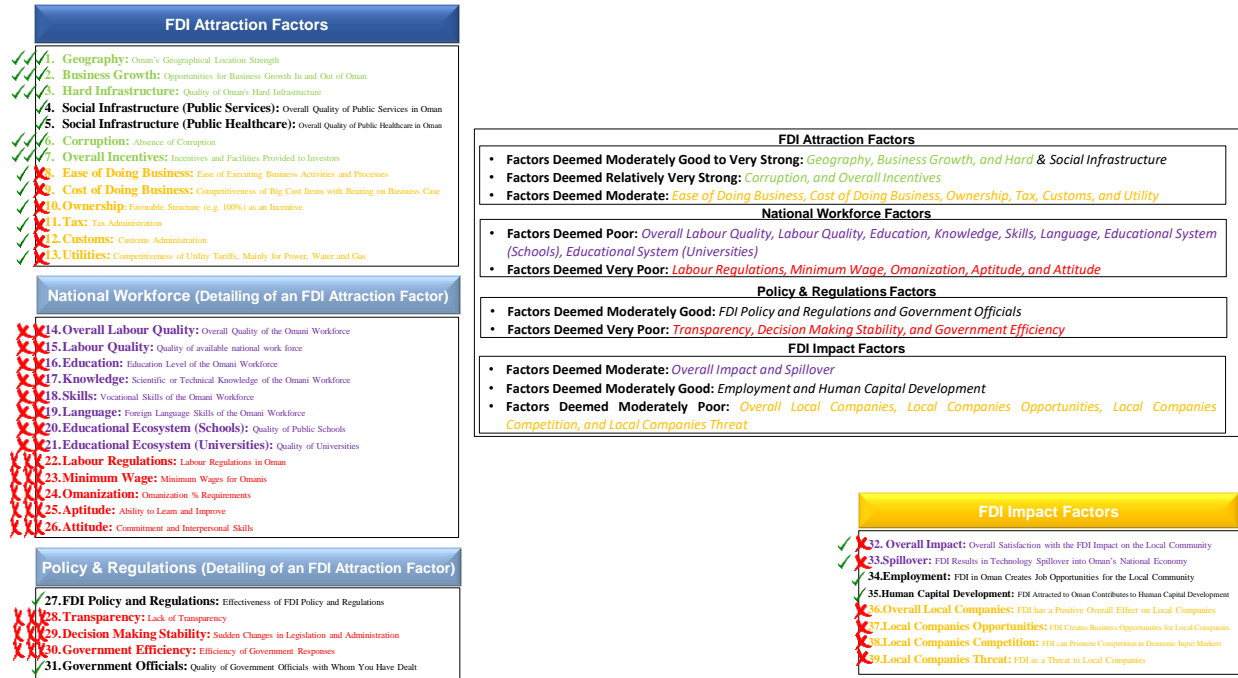 FDI Attraction Factors
1. Geography: Oman's Geographical Location Strength
2. Business Growth: Opportunities for Business Growth In and Out of Oman
3. Hard Infrastructure: Quality of Oman's Hard Infrastructure
4. Social Infrastructure (Public Services): Overall Quality of Public Services in Oman
5. Social Infrastructure (Public Healthcare): Overall Quality of Public Healthcare in Oman
6. Corruption: Absence of Corruption
7. Overall Incentives: Incentives and Facilities Provided to Investors
8. Ease of Doing Business: Ease of Executing Business Activities and Processes
9. Cost of Doing Business: Competitiveness of Big Cost Items with Bearing on Business Case
10. Ownership: Favorable Structure (e.g. 100%) as an Incentive
11. Tax: Tax Administration
12. Customs: Customs Administration
13. Utilities: Competitiveness of Utility Tariffs, Mainly for Power, Water and Gas
National Workforce (Detailing of an FDI Attraction Factor)
14. Overall Labour Quality: Overall Quality of the Omani Workforce
15. Labour Quality: Quality of available national work force
16. Education: Education Level of the Omani Workforce
17. Knowledge: Scientific or Technical Knowledge of the Omani Workforce
18. Skills: Vocational Skills of the Omani Workforce
19. Language: Foreign Language Skills of the Omani Workforce
20. Educational Ecosystem (Schools): Quality of Public Schools
21. Educational Ecosystem (Universities): Quality of Universities
22. Labour Regulations: Labour Regulations in Oman
23. Minimum Wage: Minimum Wages for Omanis
24. Omanization: Omanization % Requirements
25. Aptitude: Ability to Learn and Improve
26. Attitude: Commitment and Interpersonal Skills
Policy & Regulations (Detailing of an FDI Attraction Factor)
27. FDI Policy and Regulations: Effectiveness of FDI Policy and Regulations
28. Transparency: Lack of Transparency
29. Decision Making Stability: Sudden Changes in Legislation and Administration
30. Government Efficiency: Efficiency of Government Responses
31. Government Officials: Quality of Government Officials with Whom You Have Dealt
FDI Attraction Factors
• Factors Deemed Moderately Good to Very Strong: Geography, Business Growth, and Hard & Social Infrastructure
• Factors Deemed Relatively Very Strong: Corruption, and Overall Incentives
• Factors Deemed Moderate: Ease of Doing Business, Cost of Doing Business, Ownership, Tax, Customs, and Utility
National Workforce Factors
• Factors Deemed Poor: Overall Labour Quality, Labour Quality, Education, Knowledge, Skills, Language, Educational System
(Schools), Educational System (Universities)
• Factors Deemed Very Poor: Labour Regulations, Minimum Wage, Omanization, Aptitude, and Attitude
Policy & Regulations Factors
• Factors Deemed Moderately Good: FDI Policy and Regulations and Government Officials
• Factors Deemed Very Poor: Transparency, Decision Making Stability, and Government Efficiency
FDI Impact Factors
• Factors Deemed Moderate: Overall Impact and Spillover
• Factors Deemed Moderately Good: Employment and Human Capital Development
• Factors Deemed Moderately Poor: Overall Local Companies, Local Companies Opportunities, Local Companies
Competition, and Local Companies Threat
FDI Impact Factors
32. Overall Impact: Overall Satisfaction with the FDI Impact on the Local Community
33. Spillover: FDI Results in Technology Spillover into Oman's National Economy
34. Employment: FDI in Oman Creates Job Opportunities for the Local Community
35. Human Capital Development: FDI Attracted to Oman Contributes to Human Capital Development
36. Overall Local Companies: FDI has a Positive Overall Effect on Local Companies
37. Local Companies Opportunities: FDI Creates Business Opportunities for Local Companies
38. Local Companies Competition: FDI can Promote Competition in Domestic Input Markets
39. Local Companies Threat: FDI as a Threat to Local Companies